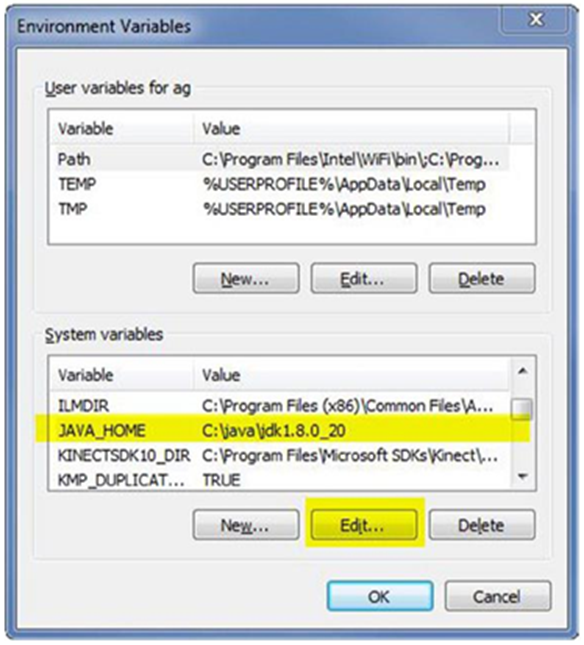 Environment Variables
User variables for ag
Variable Value
Path C:\Program Files\Intel\WiFi\bin\;C:\Prog...
TEMP %USERPROFILE%\AppData\Local\Temp
TMP %USERPROFILE%\AppData\Local\Temp
New... Edit... Delete
System variables
Variable Value
ILMDIR C:\Program Files (x86)\Common Files\A...
JAVA_HOME C:\java\jdk1.8.0_20
KINECTSDK10_DIR C:\Program Files\Microsoft SDKs\Kinect\...
KMP_DUPLICAT... TRUE
New... Edit... Delete
OK Cancel